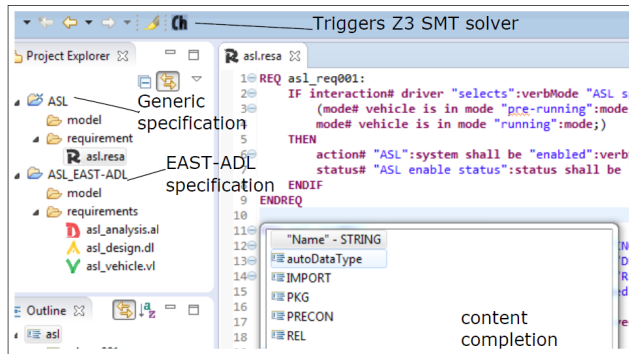 Ch
Triggers Z3 SMT solver
Project Explorer
asl.resa
ASL
model
requirement
asl.resa
ASL_EAST-ADL
model
requirements
asl_analysis.al
asl_design.dl
asl_vehicle.vl
Generic
specification
EAST-ADL
specification
Outline
asl
1 REQ asl_req001:
2 IF interaction# driver "selects":verbMode "ASL s
3 (mode# vehicle is in mode "pre-running":mode
4 mode# vehicle is in mode "running":mode;)
5 THEN
6 action# "ASL":system shall be "enabled":verb
7 status# "ASL enable status":status shall be
8 ENDIF
9 ENDREQ
10
11
12
13
14
15
16
17
18
"Name" - STRING
autoDataType
IMPORT
PKG
PRECON
REL
content
completion